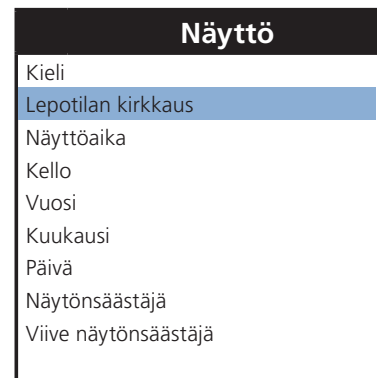 Näyttö
Kieli
Lepotilan kirkkaus
Näyttöaika
Kello
Vuosi
Kuukausi
Päivä
Näytönsäästäjä
Viive näytönsäästäjä